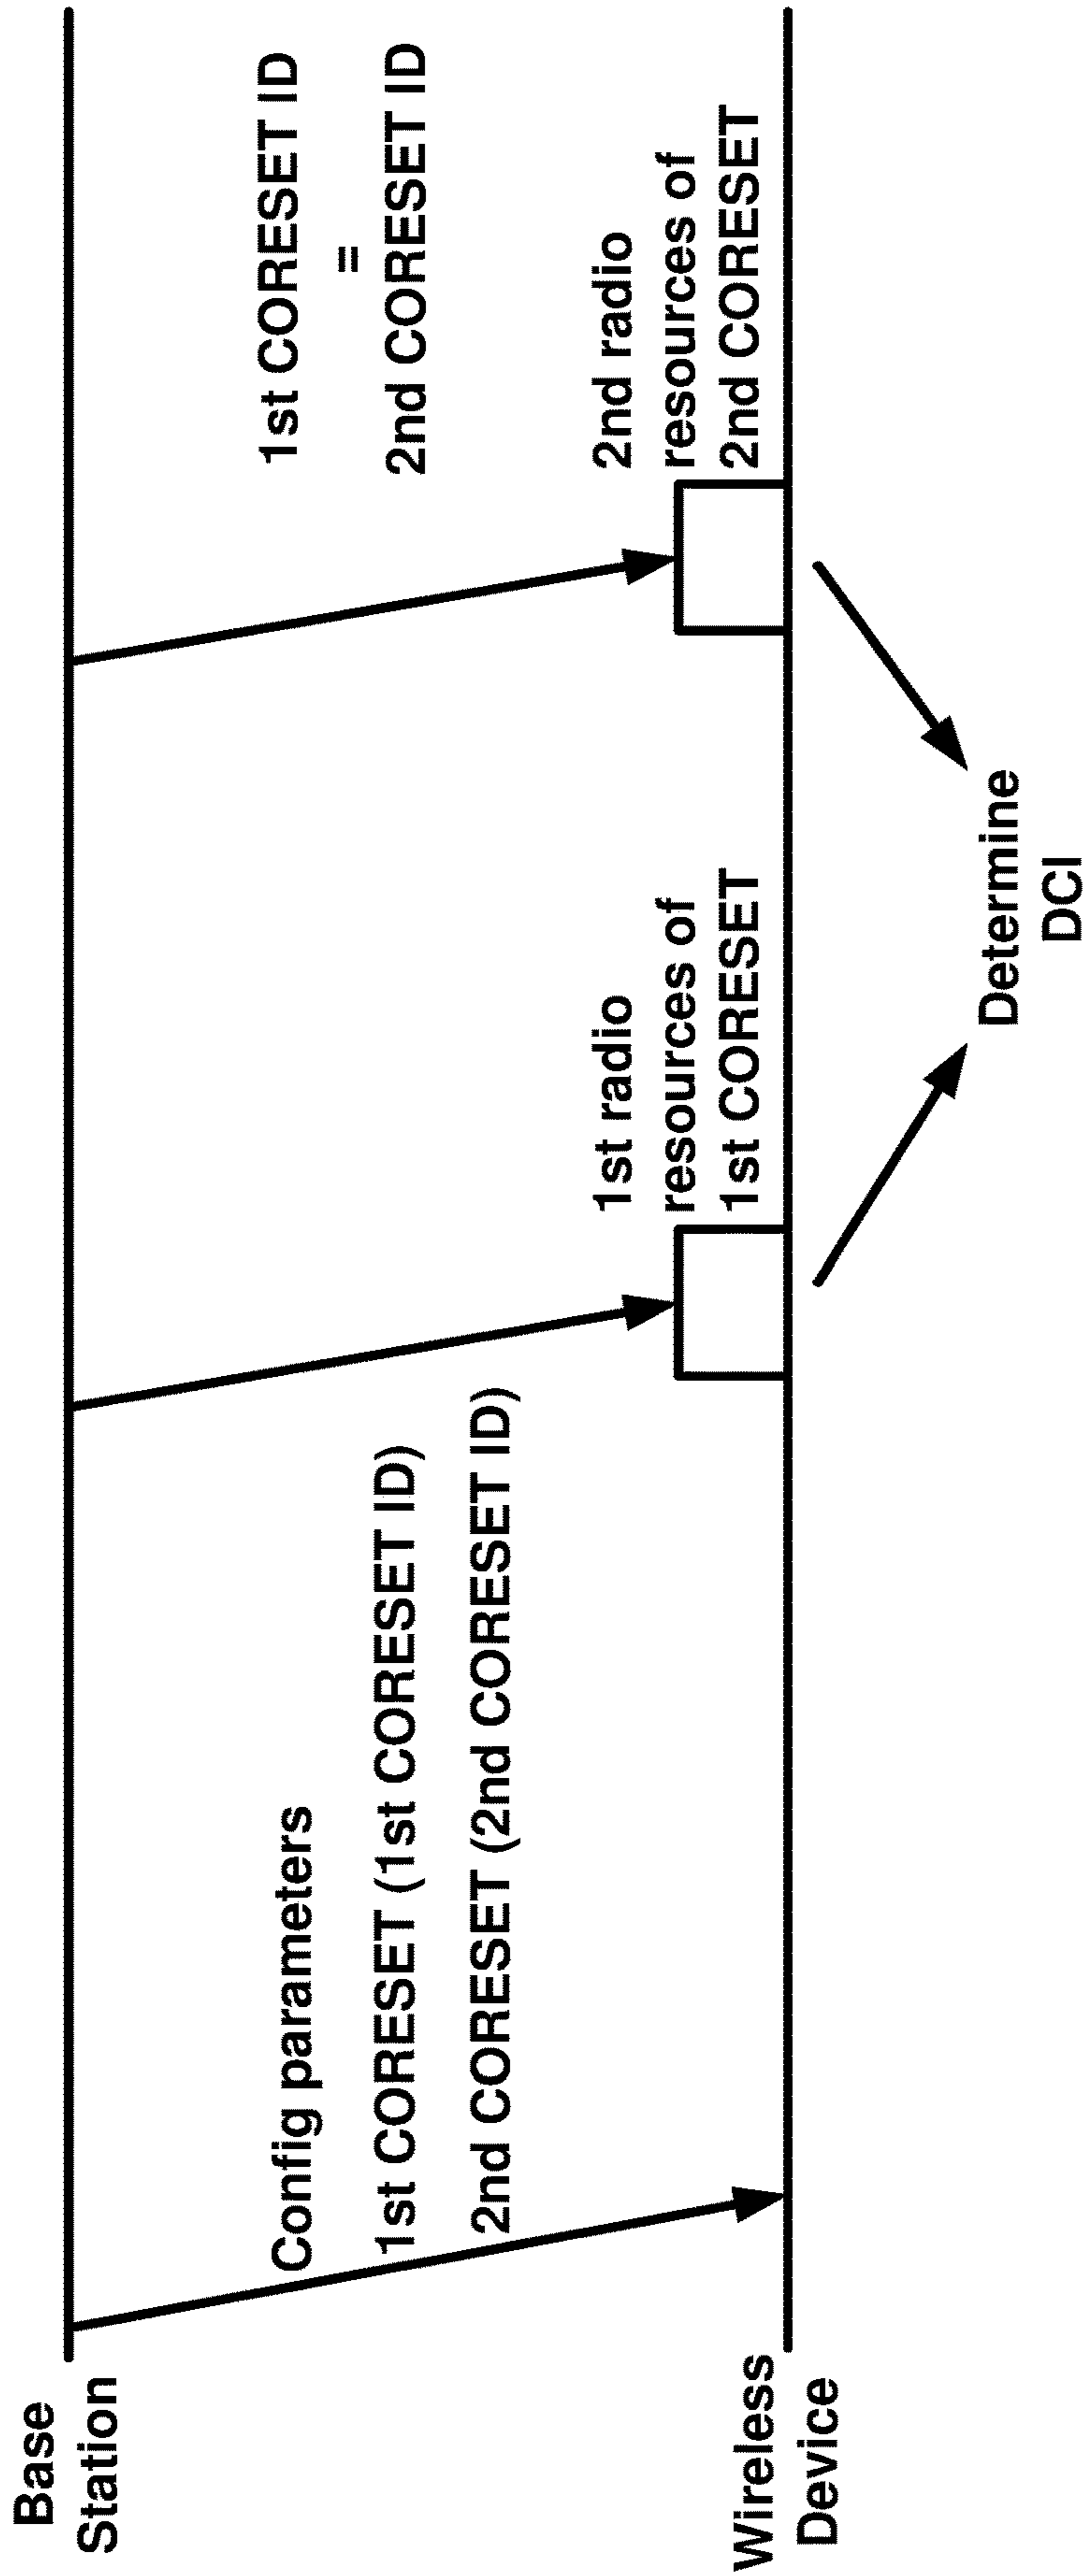 Base
Station
Config parameters
1st CORESET (1st CORESET ID)
2nd CORESET (2nd CORESET ID)
1st CORESET ID
=
2nd CORESET ID
1st radio
resources of
1st CORESET
2nd radio
resources of
2nd CORESET
Wireless
Device
Determine
DCI